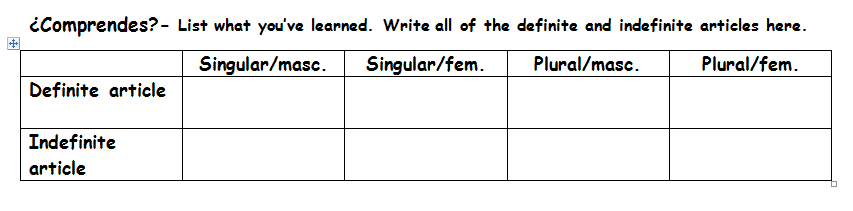 ¿Comprendes?- List what you've learned. Write all of the definite and indefinite articles here.
Singular/masc. Singular/fem. Plural/masc. Plural/fem.
Definite article
Indefinite
article